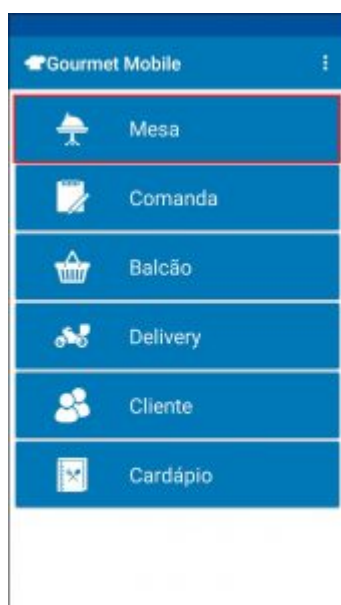 Gourmet Mobile
Mesa
Comanda
Balcão
Delivery
Cliente
Cardápio